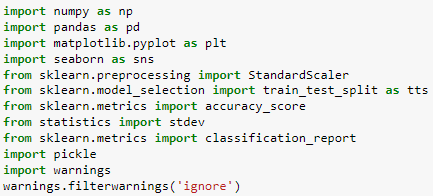 import numpy as np
import pandas as pd
import matplotlib.pyplot as plt
import seaborn as sns
from sklearn.preprocessing import StandardScaler
from sklearn.model_selection import train_test_split as tts
from sklearn.metrics import accuracy_score
from statistics import stdev
from sklearn.metrics import classification_report
import pickle
import warnings
warnings.filterwarnings('ignore')